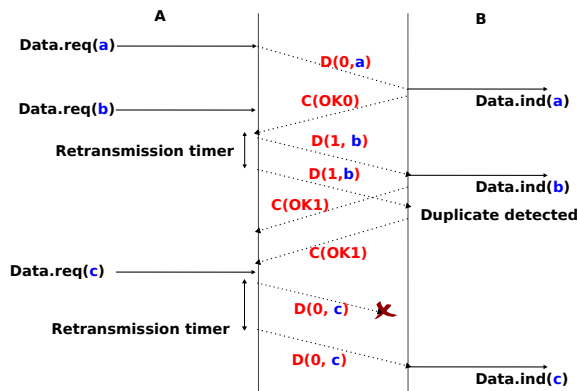 A
B
Data.req(a)
D(0,a)
Data.req(b)
C(OK0)
Data.ind(a)
Retransmission timer
D(1, b)
D(1,b)
Data.ind(b)
C(OK1)
Duplicate detected
C(OK1)
Data.req(c)
D(0, c)
Retransmission timer
D(0, c)
Data.ind(c)